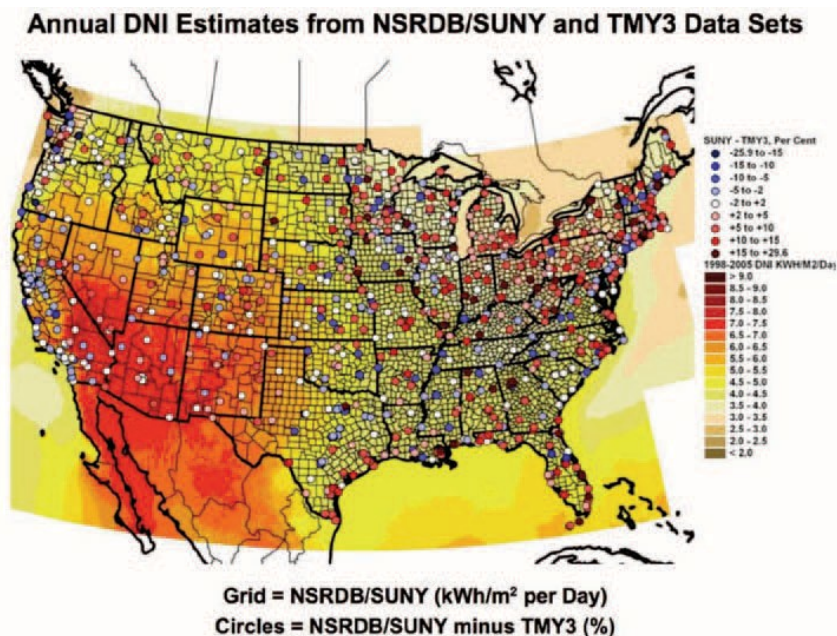 Annual DNI Estimates from NSRDB/SUNY and TMY3 Data Sets
SUNY - TMY3, Per Cent
-25.9 to -15
-15 to -10
-10 to -5
-5 to -2
-2 to +2
+2 to +5
+5 to +10
+10 to +15
+15 to +29.6
1998-2005 DNI KWH/M2/Day
> 9.0
8.5 - 9.0
8.0 - 8.5
7.5 - 8.0
7.0 - 7.5
6.5 - 7.0
6.0 - 6.5
5.5 - 6.0
5.0 - 5.5
4.5 - 5.0
4.0 - 4.5
3.5 - 4.0
3.0 - 3.5
2.5 - 3.0
2.0 - 2.5
< 2.0
Grid = NSRDB/SUNY (kWh/m² per Day)
Circles = NSRDB/SUNY minus TMY3 (%)